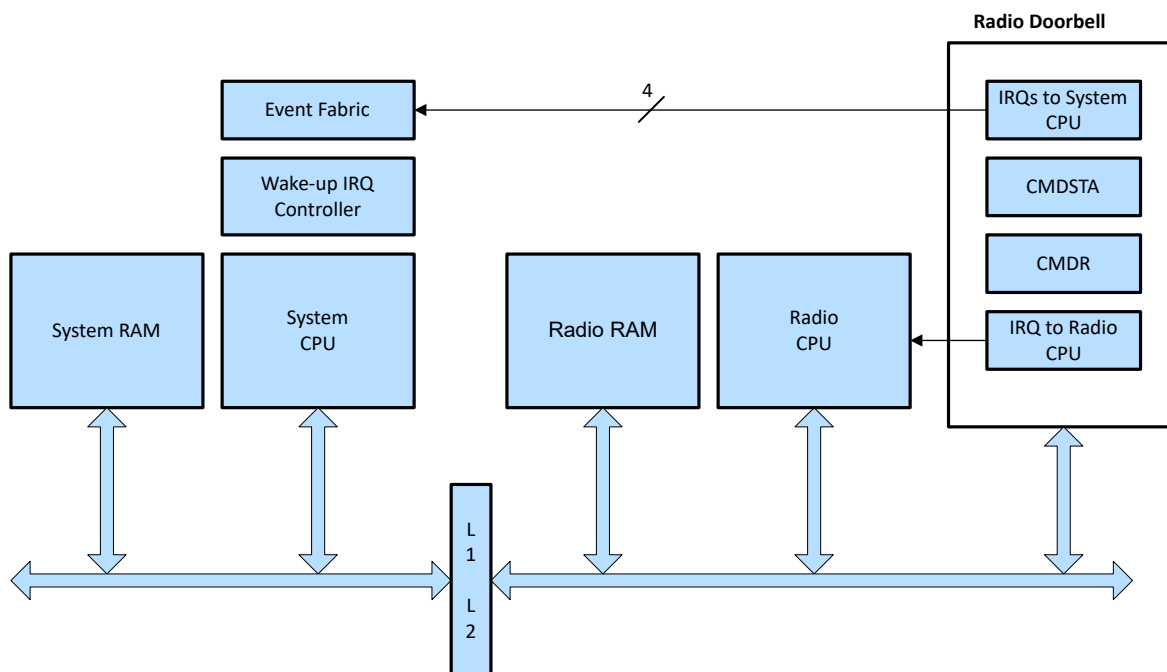 Radio Doorbell
4
Event Fabric
IRQs to System
CPU
Wake-up IRQ
Controller
CMDSTA
CMDR
System RAM
System
CPU
Radio RAM
Radio
CPU
IRQ to Radio
CPU
L
1
L
2